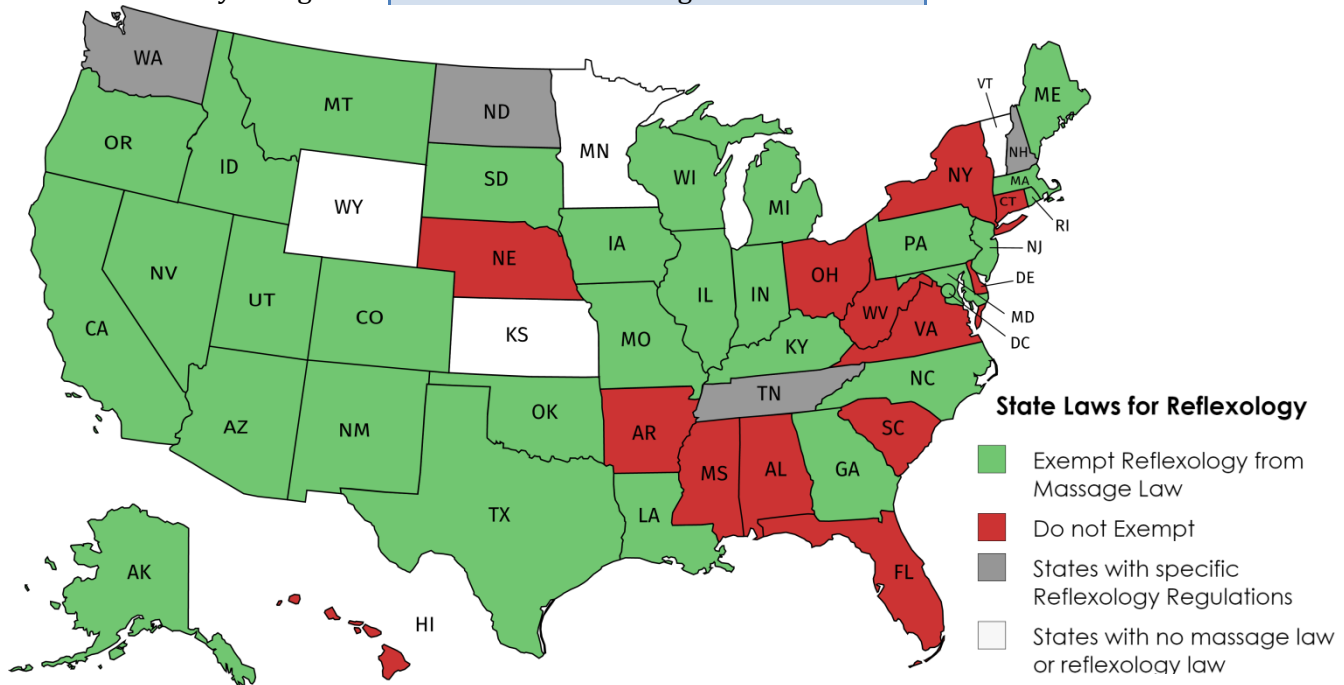 WA
MT
ND
MN
VT
ME
OR
ID
SD
WI
MI
NY
NH
MA
CT
RI
WY
IA
PA
NJ
NE
OH
DE
NV
UT
CO
IL
IN
WV
VA
MD
DC
CA
KS
MO
KY
NC
AZ
NM
OK
AR
TN
SC
MS
AL
GA
TX
LA
FL
AK
HI
State Laws for Reflexology
Exempt Reflexology from
Massage Law
Do not Exempt
States with specific
Reflexology Regulations
States with no massage law
or reflexology law